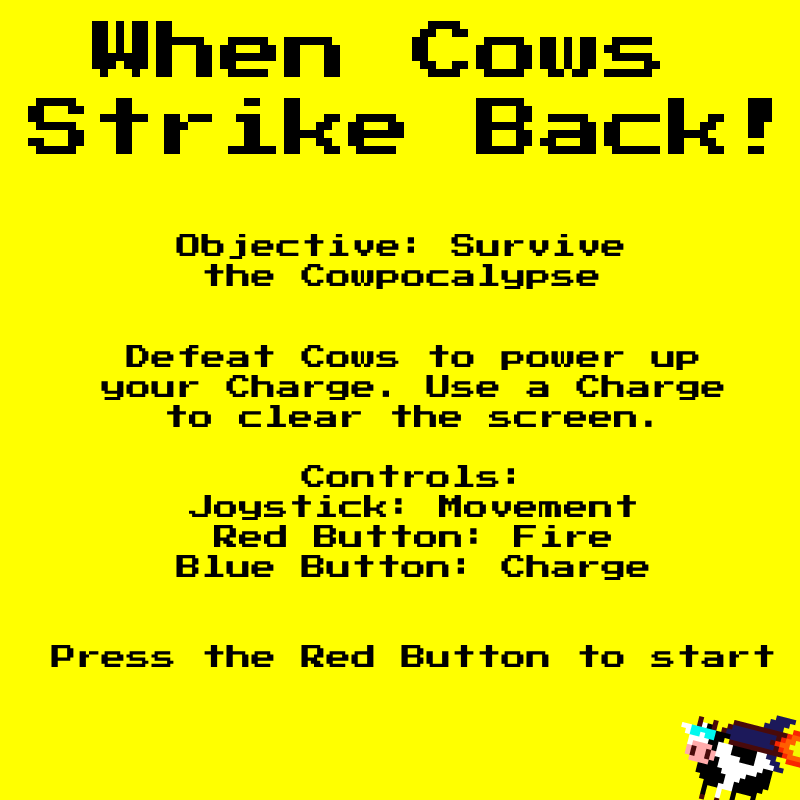 When Cows
Strike Back!
Objective: Survive
the Cowpocalypse
Defeat Cows to power up
your Charge. Use a Charge
to clear the screen.
Controls:
Joystick: Movement
Red Button: Fire
Blue Button: Charge
Press the Red Button to start